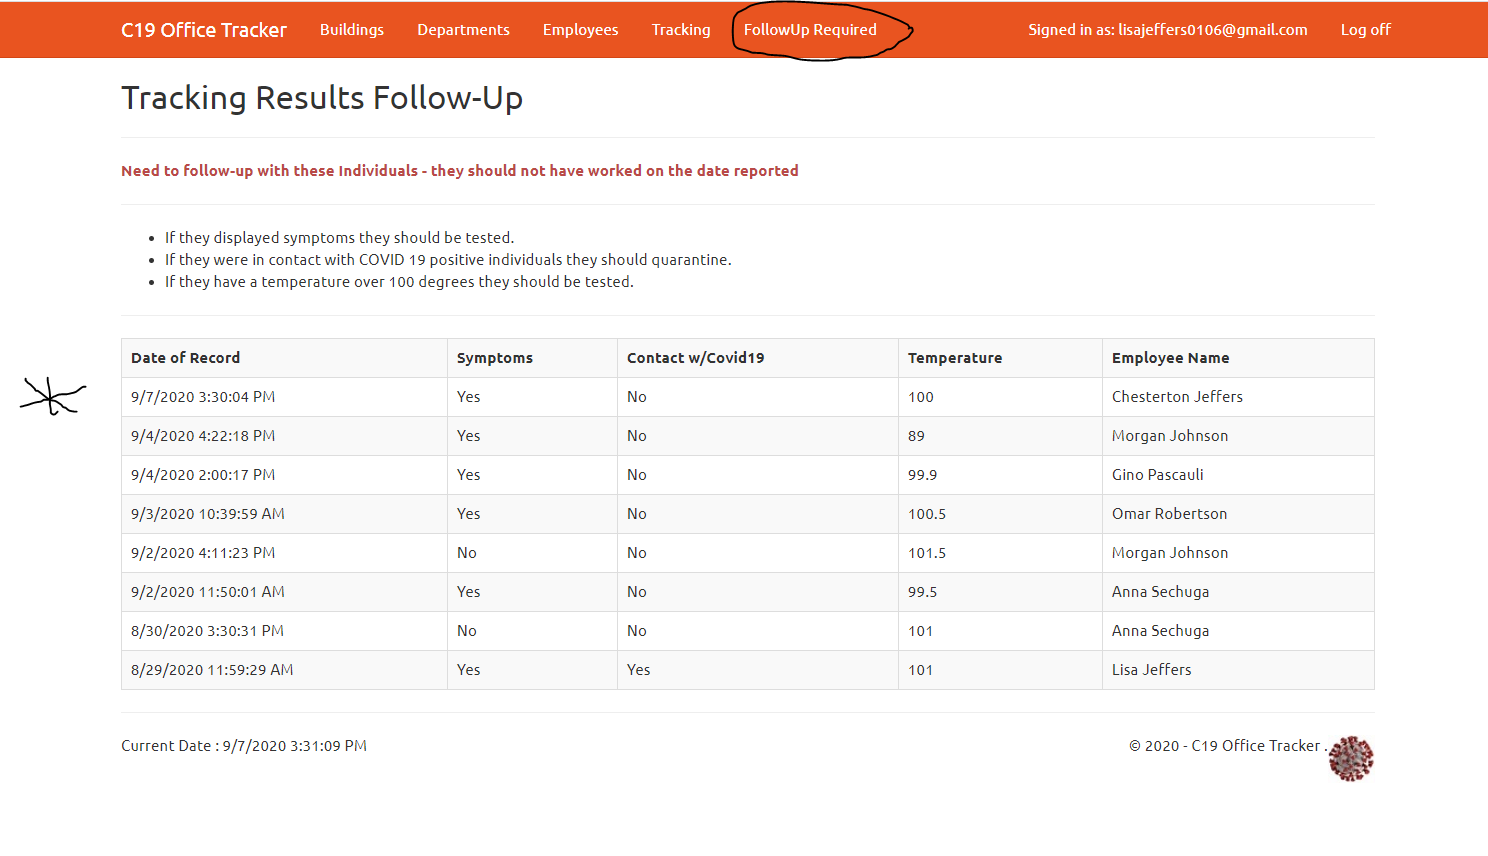 C19 Office Tracker Buildings Departments Employees Tracking FollowUp Required Signed in as: lisajeffers0106@gmail.com Log off
Tracking Results Follow-Up
Need to follow-up with these Individuals - they should not have worked on the date reported
• If they displayed symptoms they should be tested.
• If they were in contact with COVID 19 positive individuals they should quarantine.
• If they have a temperature over 100 degrees they should be tested.
Date of Record Symptoms Contact w/Covid19 Temperature Employee Name
9/7/2020 3:30:04 PM Yes No 100 Chesterton Jeffers
9/4/2020 4:22:18 PM Yes No 89 Morgan Johnson
9/4/2020 2:00:17 PM Yes No 99.9 Gino Pascauli
9/3/2020 10:39:59 AM Yes No 100.5 Omar Robertson
9/2/2020 4:11:23 PM No No 101.5 Morgan Johnson
9/2/2020 11:50:01 AM Yes No 99.5 Anna Sechuga
8/30/2020 3:30:31 PM No No 101 Anna Sechuga
8/29/2020 11:59:29 AM Yes Yes 101 Lisa Jeffers
Current Date : 9/7/2020 3:31:09 PM © 2020 - C19 Office Tracker .